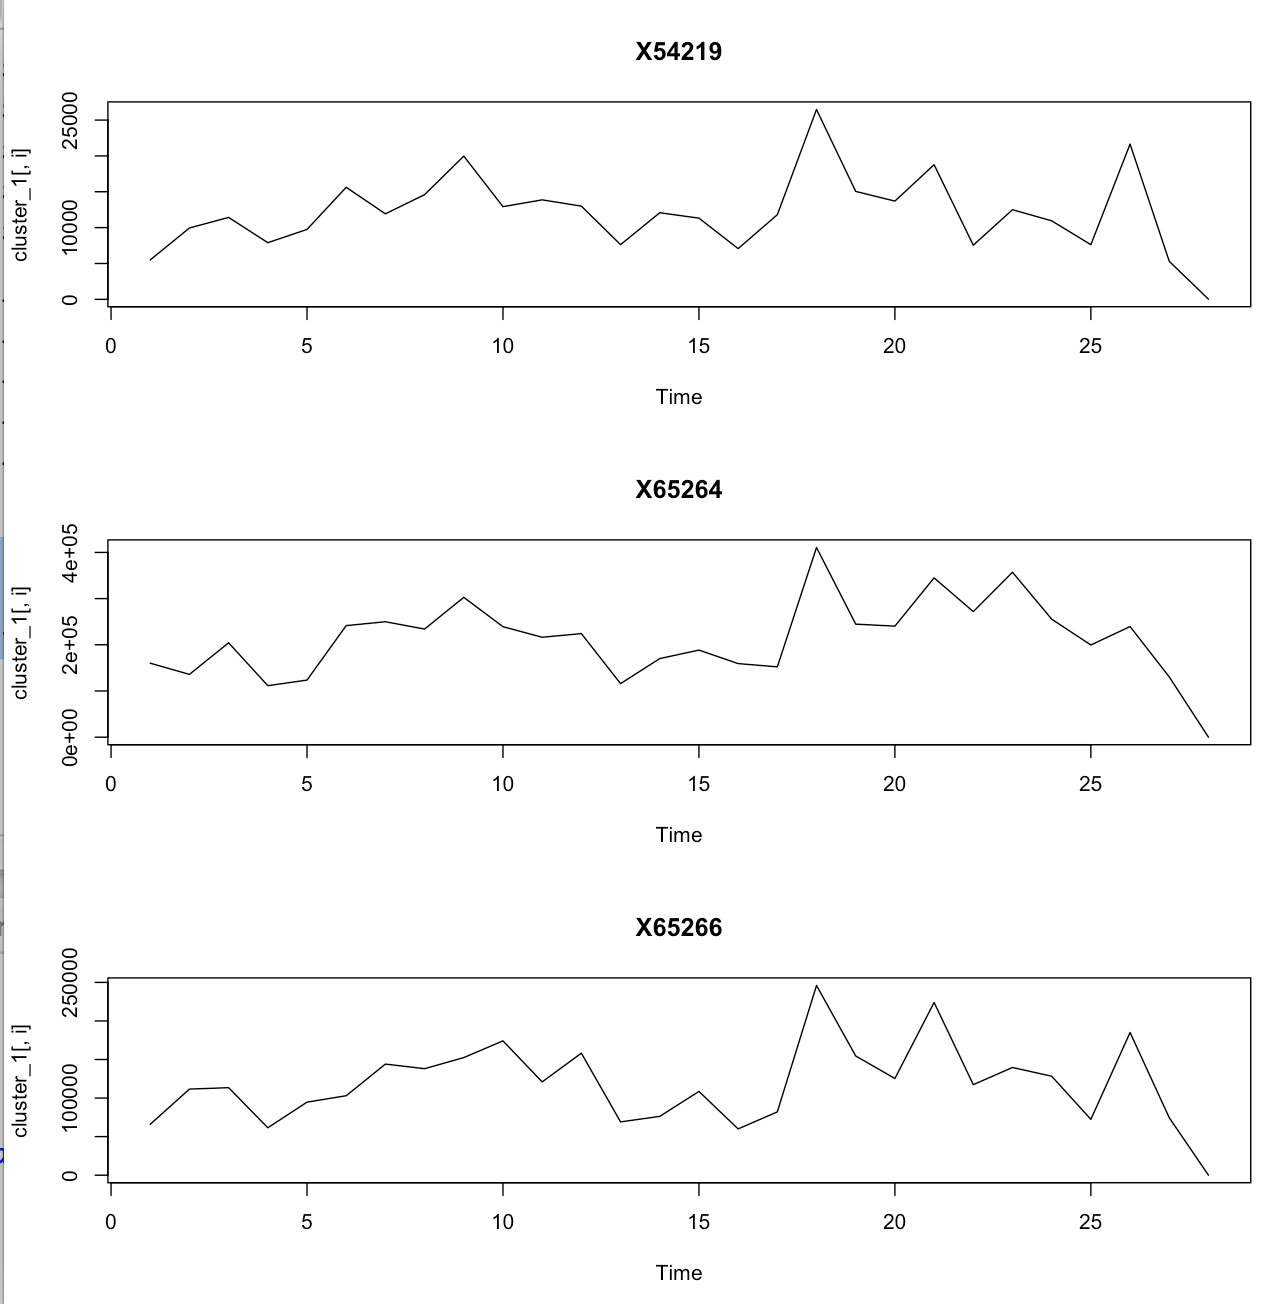 X54219
cluster_1[, i]
25000
10000
0
0 5 10 15 20 25
Time
X65264
cluster_1[, i]
4e+05
2e+05
0e+00
0 5 10 15 20 25
Time
X65266
cluster_1[, i]
250000
100000
0
0 5 10 15 20 25
Time